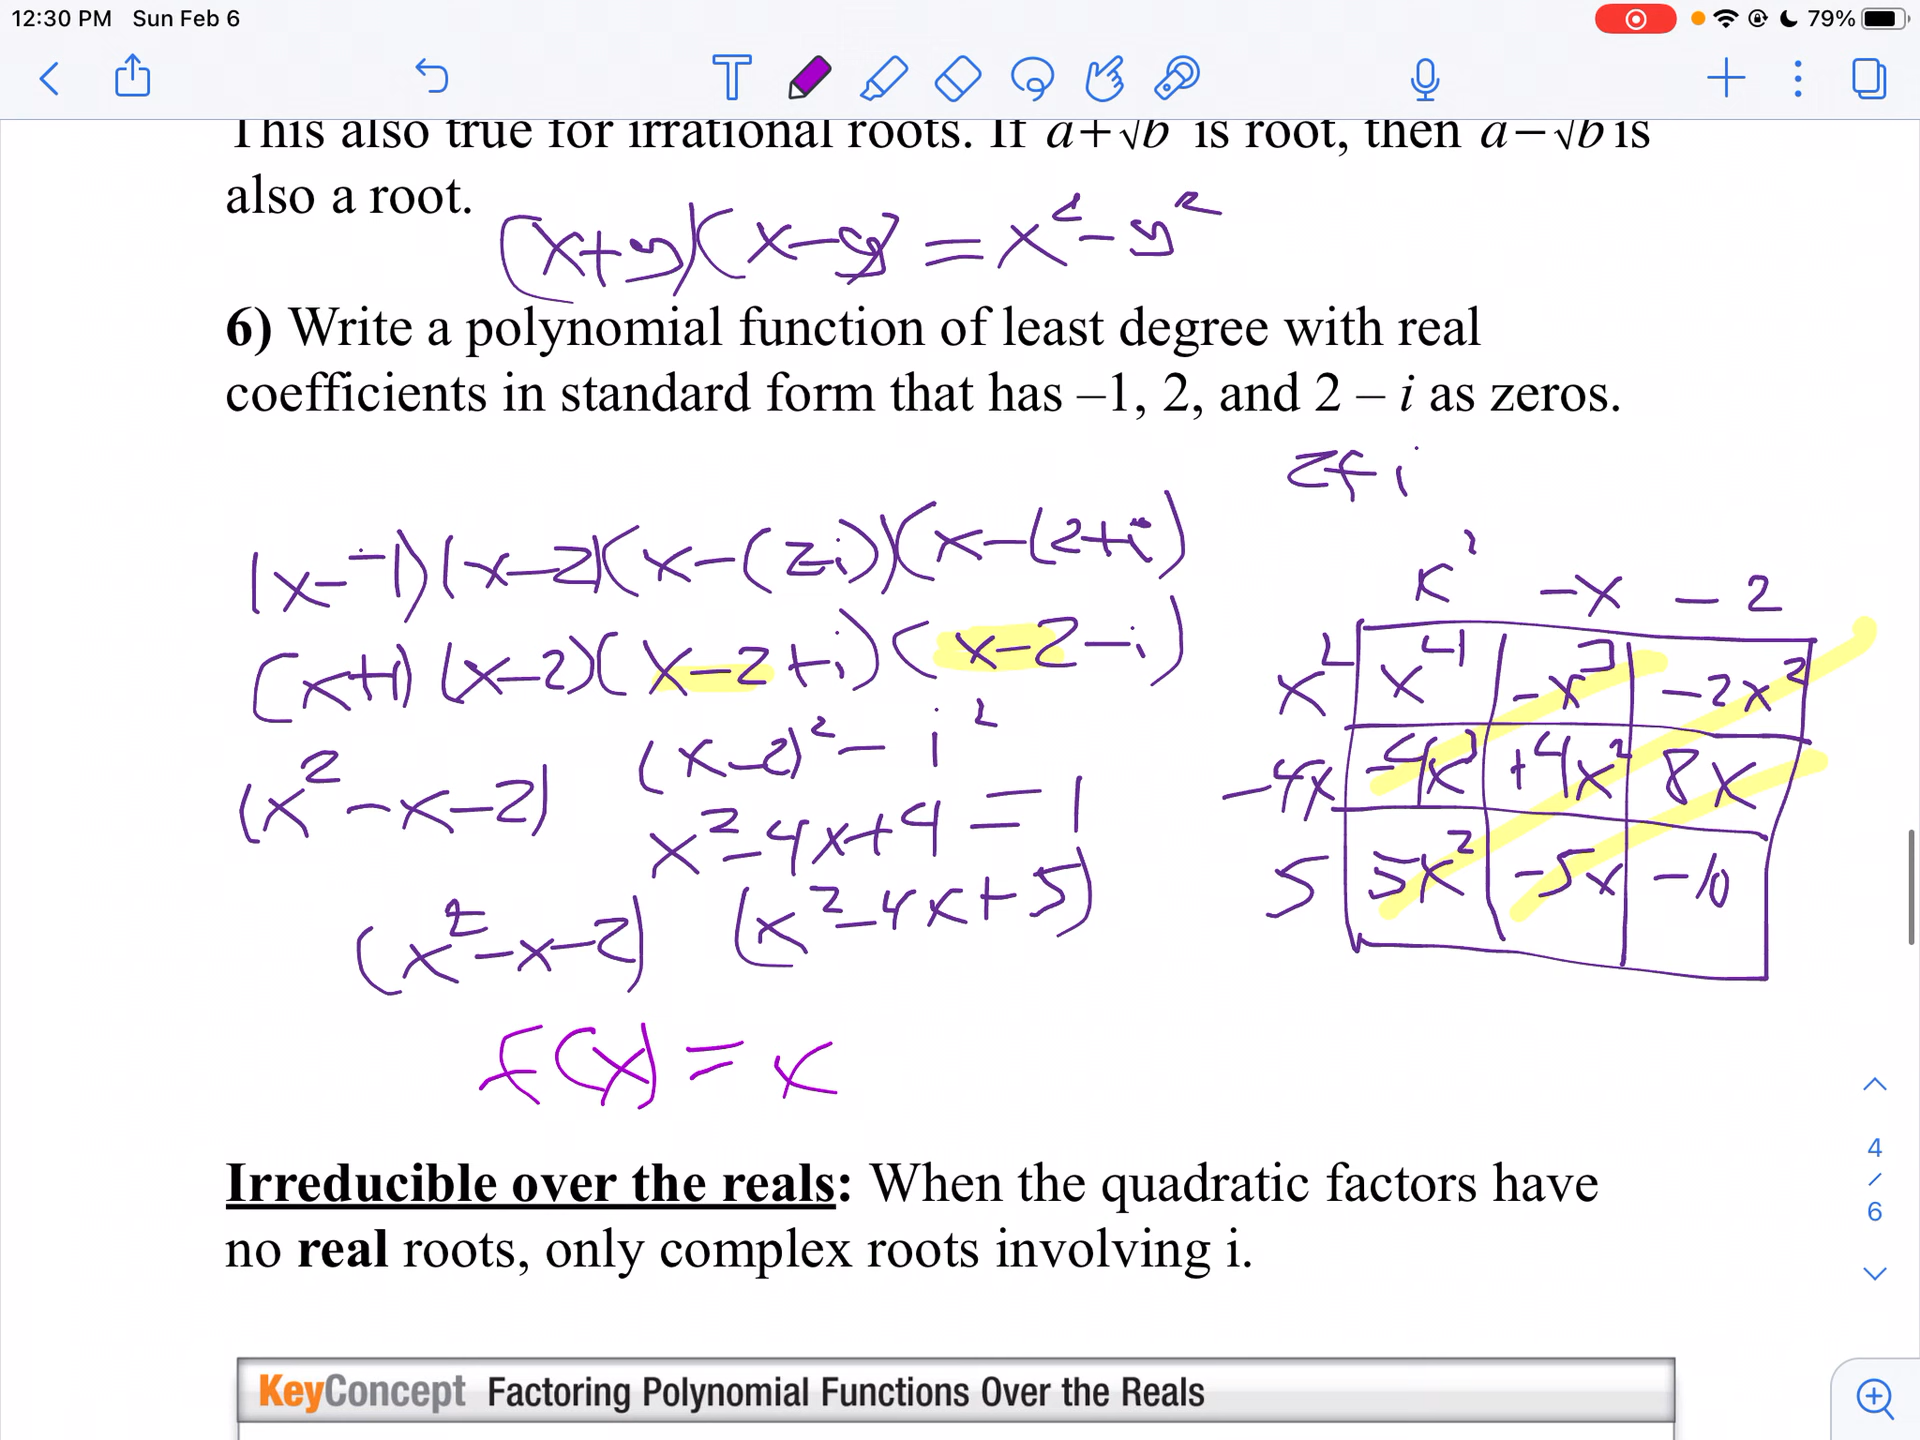 12:30 PM Sun Feb 6 79%
This also true for irrational roots. If a+√b is root, then a−√b is
also a root.
(x+y)(x−y) = x² − y²
6) Write a polynomial function of least degree with real
coefficients in standard form that has –1, 2, and 2 – i as zeros.
2+i
(x−⁻1)(x−2)(x−(2-i))(x−(2+i)
(x+1)(x−2)(x−2+i)(x−2−i)
(x−2)² − i²
(x²−x−2)
x²−4x+4 = 1
(x²−x−2) (x²−4x+5)
f(x) = x
x² −x −2
x² x⁴ −x³ −2x²
−4x −4x³ +4x² 8x
5 5x² −5x −10
Irreducible over the reals: When the quadratic factors have
no real roots, only complex roots involving i.
4
/
6
KeyConcept Factoring Polynomial Functions Over the Reals